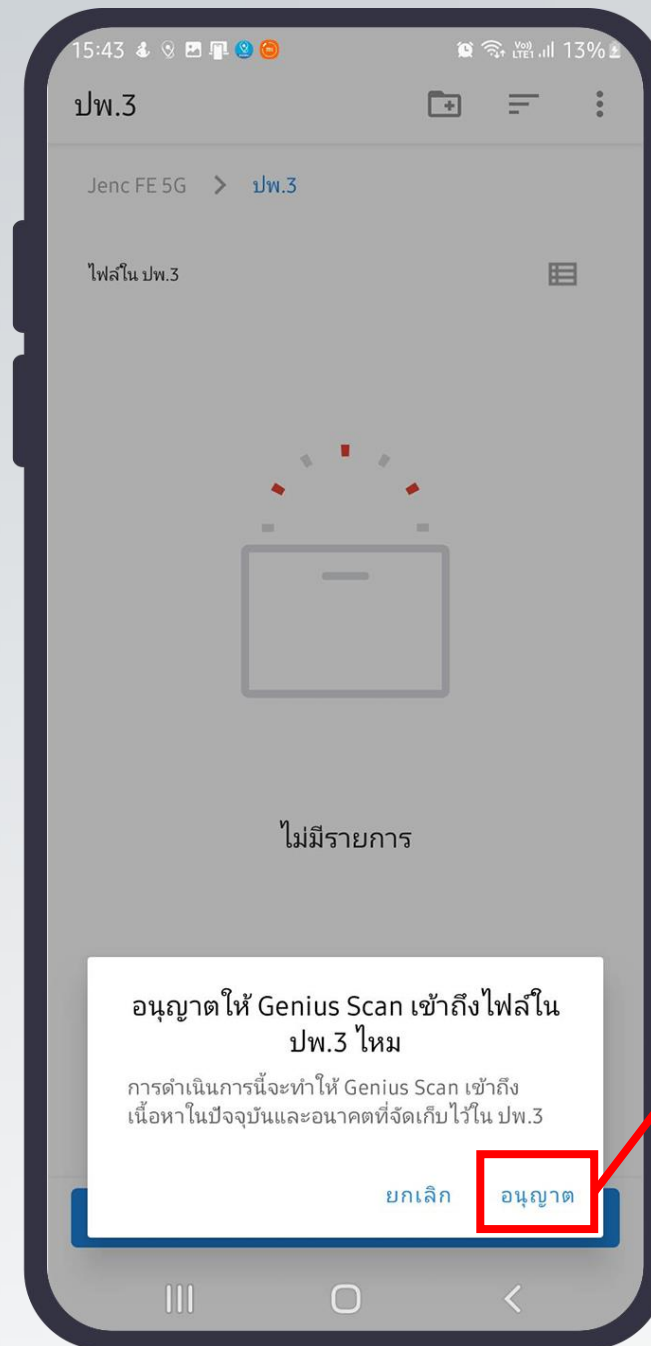 15:43 LTE1 13%
ปพ.3
Jenc FE 5G > ปพ.3
ไฟล์ใน ปพ.3
ไม่มีรายการ
อนุญาตให้ Genius Scan เข้าถึงไฟล์ใน
ปพ.3 ไหม
การดำเนินการนี้จะทำให้ Genius Scan เข้าถึง
เนื้อหาในปัจจุบันและอนาคตที่จัดเก็บไว้ใน ปพ.3
ยกเลิก อนุญาต